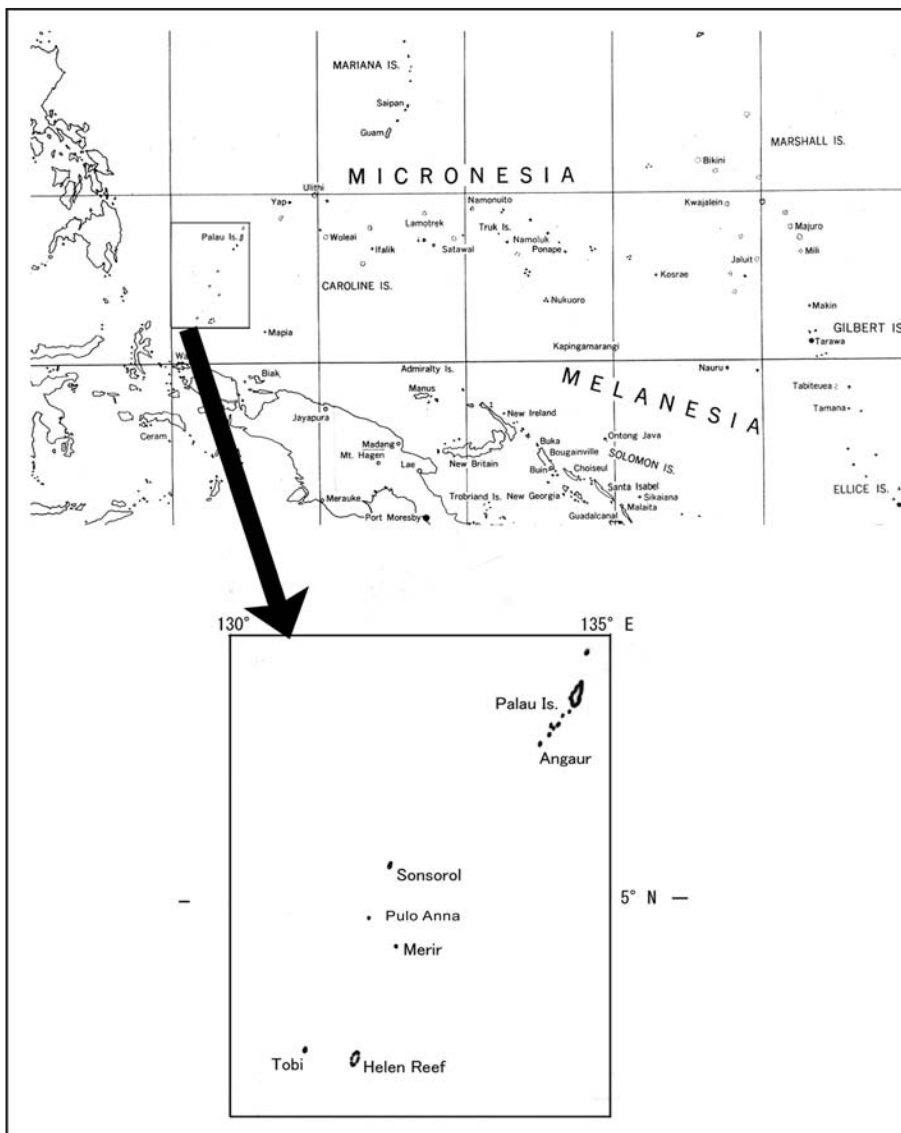 MARIANA IS.
Saipan
Guam
MARSHALL IS.
Bikini
MICRONESIA
Ulithi
Yap
Namonuito
Kwajalein
Lamotrek
Truk Is.
Majuro
Palau Is.
Woleai
Ifalik
Satawal
Namoluk
Ponape
Mili
Jaluit
Kosrae
CAROLINE IS.
Nukuoro
Makin
GILBERT IS
Mapia
Tarawa
Kapingamarangi
Admiralty Is.
Nauru
Biak
MELANESIA
Manus
Tabiteuea
Jayapura
New Ireland
Tamana
Ceram
Madang
Buka
Ontong Java
Mt. Hagen
Bougainville
SOLOMON IS.
Lae
New Britain
Buin
Choiseul
Santa Isabel
Merauke
Trobriand Is.
New Georgia
Sikaiana
ELLICE IS.
Port Moresby
Guadalcanal
Malaita
130°
135° E
Palau Is.
Angaur
Sonsorol
5° N
Pulo Anna
Merir
Tobi
Helen Reef